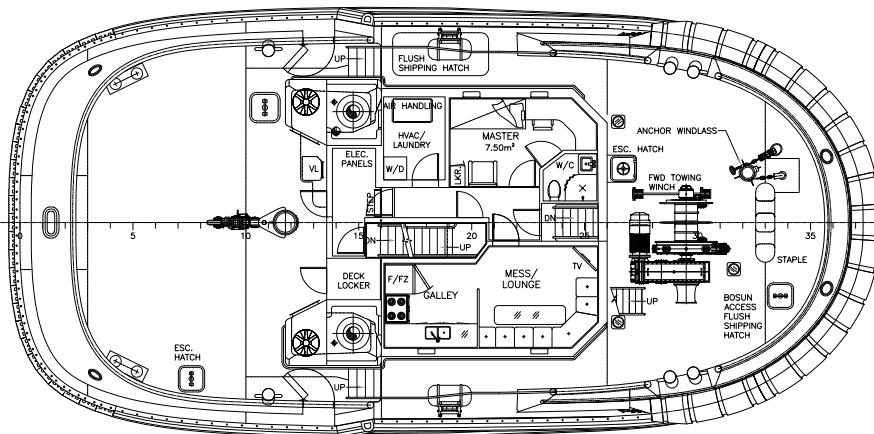 UP
FLUSH
SHIPPING HATCH
AIR HANDLING
HVAC/
LAUNDRY
MASTER
7.50m²
ELEC.
PANELS
VL
W/D
LKR.
W/C
STEP
ANCHOR WINDLASS
ESC. HATCH
FWD TOWING
WINCH
DN
0
5
10
15
20
25
30
35
DN
UP
DECK
LOCKER
F/FZ
GALLEY
MESS/
LOUNGE
TV
STAPLE
UP
BOSUN
ACCESS
FLUSH
SHIPPING
HATCH
ESC.
HATCH
UP